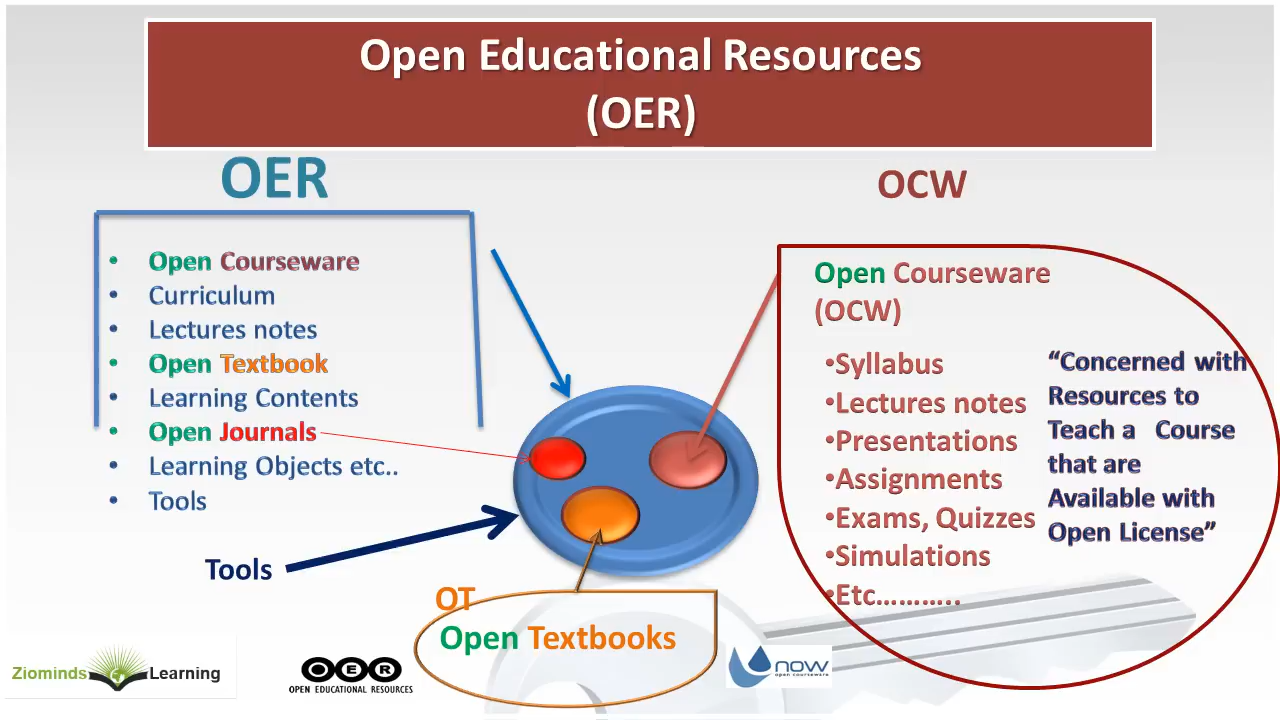 Open Educational Resources
(OER)
OER
• Open Courseware
• Curriculum
• Lectures notes
• Open Textbook
• Learning Contents
• Open Journals
• Learning Objects etc..
• Tools
Tools
OT
Open Textbooks
OCW
Open Courseware
(OCW)
•Syllabus
•Lectures notes
•Presentations
•Assignments
•Exams, Quizzes
•Simulations
•Etc………..
“Concerned with
Resources to
Teach a Course
that are
Available with
Open License”
Ziominds Learning
OER
OPEN EDUCATIONAL RESOURCES
now
open courseware